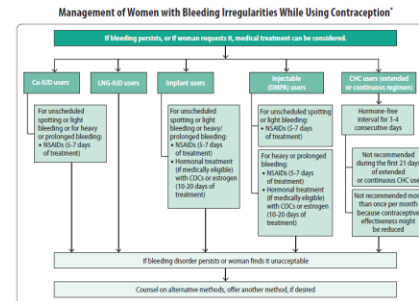 Management of Women with Bleeding Irregularities While Using Contraception*
If bleeding persists, or if woman requests it, medical treatment can be considered.
Cu-IUD users
LNG-IUD users
Implant users
Injectable
(DMPA) users
CHC users (extended
or continuous regimen)
For unscheduled
spotting or light
bleeding or for heavy
or prolonged
bleeding:
• NSAIDs (5-7
days of
treatment)
For unscheduled
spotting or light
bleeding or heavy/
prolonged bleeding:
• NSAIDs (5-7 days
of treatment)
• Hormonal treatment
(if medically eligible)
with COCs or estrogen
(10-20 days of
treatment)
For unscheduled spotting
or light bleeding:
• NSAIDs (5-7 days
of treatment)
For heavy or prolonged
bleeding:
• NSAIDs (5-7 days of
treatment)
• Hormonal treatment
(if medically eligible)
with COCs or estrogen
(10-20 days of
treatment)
Hormone-free
interval for 3-4
consecutive days
Not recommended
during the first 21 days
of extended
or continuous CHC use
Not recommended more
than once per month
because contraceptive
effectiveness might
be reduced
If bleeding disorder persists or woman finds it unacceptable
Counsel on alternative methods, offer another method, if desired